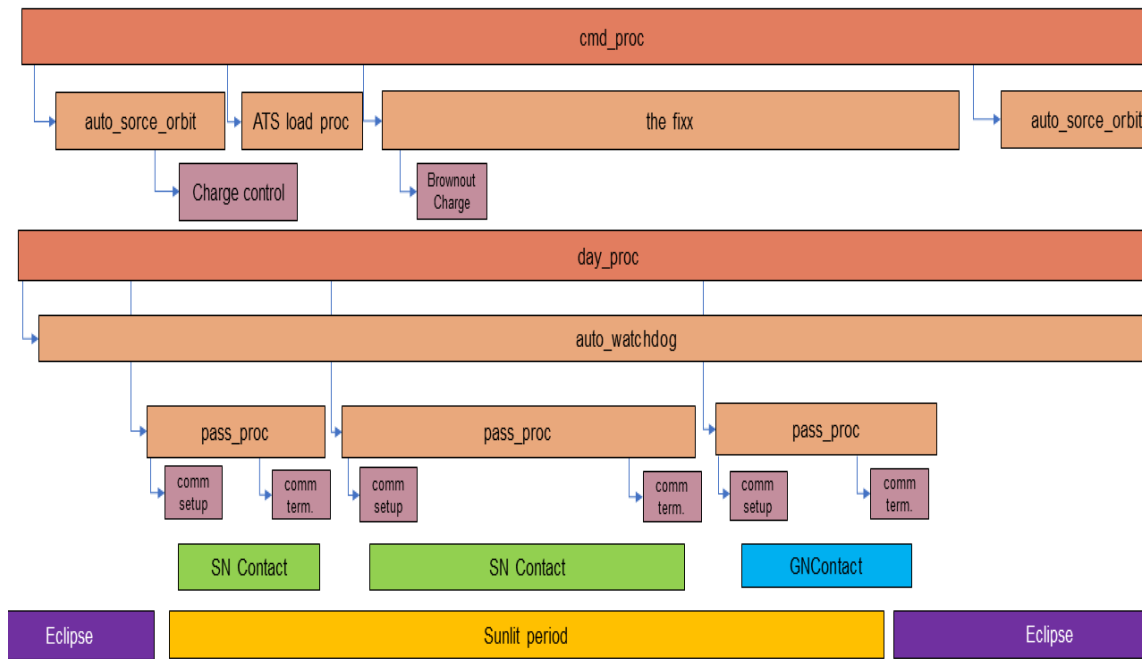 cmd_proc
auto_sorce_orbit
ATS load proc
the fixx
auto_sorce_orbit
Charge control
Brownout
Charge
day_proc
auto_watchdog
pass_proc
pass_proc
pass_proc
comm
setup
comm
term.
comm
setup
comm
term.
comm
setup
comm
term.
SN Contact
SN Contact
GNContact
Eclipse
Sunlit period
Eclipse